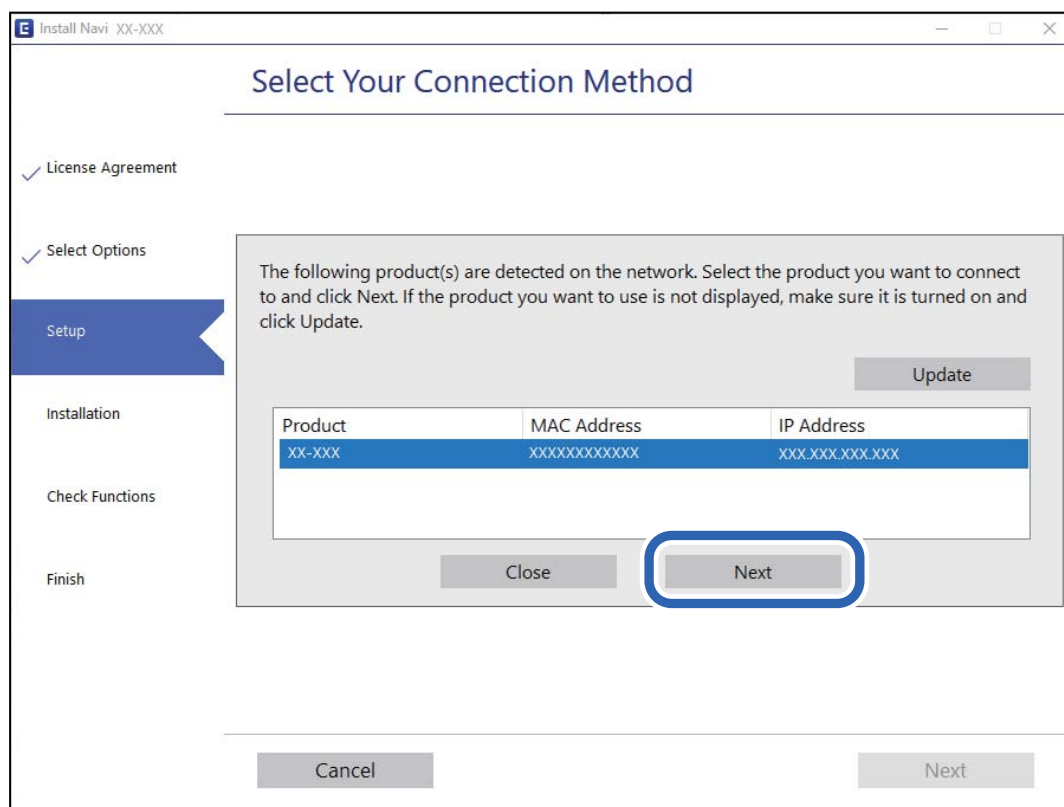 E Install Navi XX-XXX
Select Your Connection Method
License Agreement
Select Options
Setup
Installation
Check Functions
Finish
The following product(s) are detected on the network. Select the product you want to connect
to and click Next. If the product you want to use is not displayed, make sure it is turned on and
click Update.
Update
Product MAC Address IP Address
XX-XXX XXXXXXXXXXXX XXX.XXX.XXX.XXX
Close Next
Cancel Next